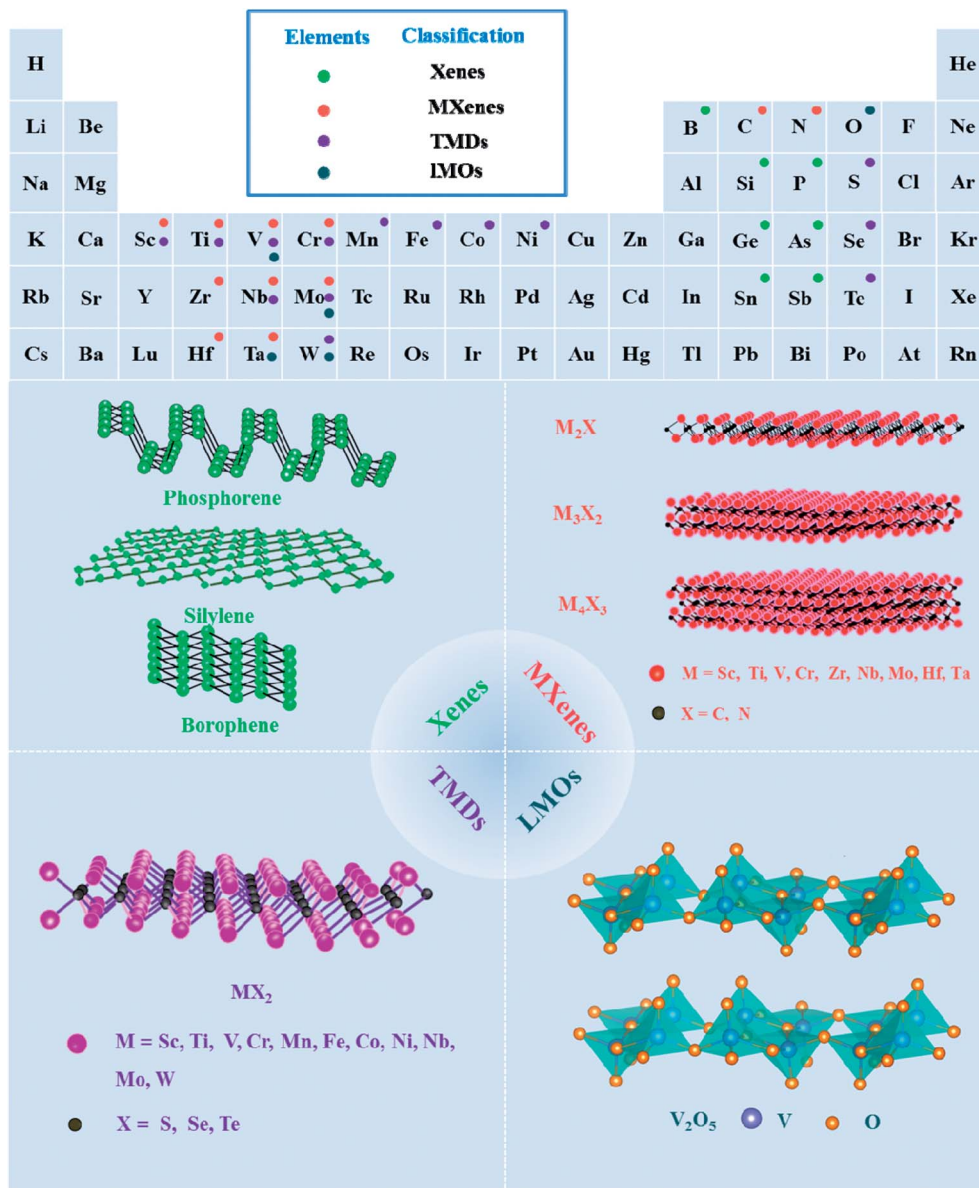 Elements Classification
Xenes
MXenes
TMDs
lMOs
H He
Li Be B C N O F Ne
Na Mg Al Si P S Cl Ar
K Ca Sc Ti V Cr Mn Fe Co Ni Cu Zn Ga Ge As Se Br Kr
Rb Sr Y Zr Nb Mo Tc Ru Rh Pd Ag Cd In Sn Sb Tc I Xe
Cs Ba Lu Hf Ta W Re Os Ir Pt Au Hg Tl Pb Bi Po At Rn
Phosphorene
Silylene
Borophene
M₂X
M₃X₂
M₄X₃
M = Sc, Ti, V, Cr, Zr, Nb, Mo, Hf, Ta
X = C, N
Xenes
MXenes
TMDs
LMOs
MX₂
M = Sc, Ti, V, Cr, Mn, Fe, Co, Ni, Nb,
Mo, W
X = S, Se, Te
V₂O₅ V O